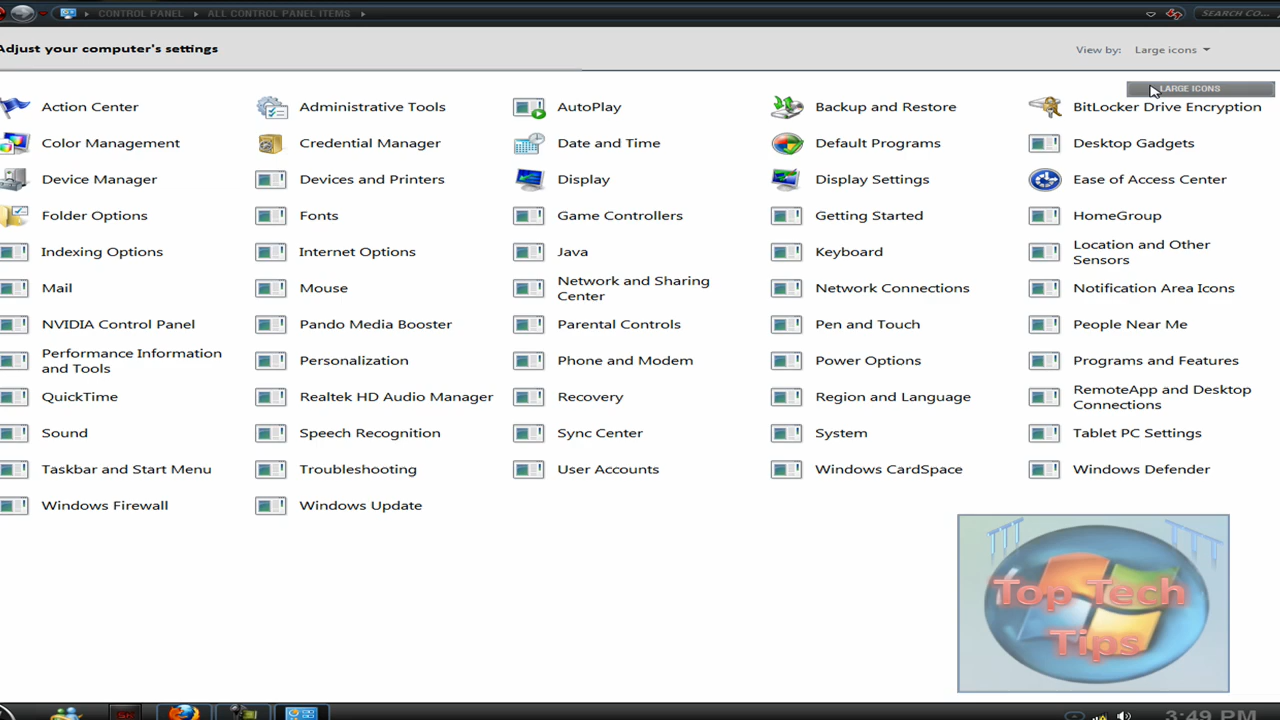 CONTROL PANEL ▸ ALL CONTROL PANEL ITEMS ▸
SEARCH CO...
Adjust your computer's settings
View by: Large icons
LARGE ICONS
Action Center
Administrative Tools
AutoPlay
Backup and Restore
BitLocker Drive Encryption
Color Management
Credential Manager
Date and Time
Default Programs
Desktop Gadgets
Device Manager
Devices and Printers
Display
Display Settings
Ease of Access Center
Folder Options
Fonts
Game Controllers
Getting Started
HomeGroup
Indexing Options
Internet Options
Java
Keyboard
Location and Other
Sensors
Mail
Mouse
Network and Sharing
Center
Network Connections
Notification Area Icons
NVIDIA Control Panel
Pando Media Booster
Parental Controls
Pen and Touch
People Near Me
Performance Information
and Tools
Personalization
Phone and Modem
Power Options
Programs and Features
QuickTime
Realtek HD Audio Manager
Recovery
Region and Language
RemoteApp and Desktop
Connections
Sound
Speech Recognition
Sync Center
System
Tablet PC Settings
Taskbar and Start Menu
Troubleshooting
User Accounts
Windows CardSpace
Windows Defender
Windows Firewall
Windows Update
TTT
Top Tech
Tips
3:49 PM